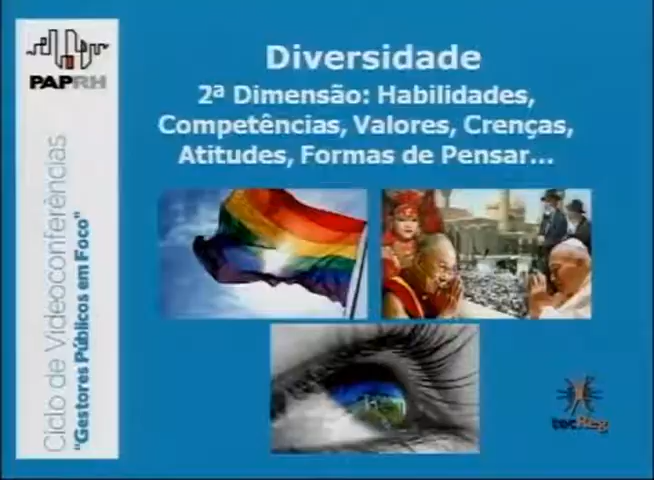 PAPRH
Ciclo de Videoconferências
"Gestores Públicos em Foco"
Diversidade
2ª Dimensão: Habilidades,
Competências, Valores, Crenças,
Atitudes, Formas de Pensar...
tecReg